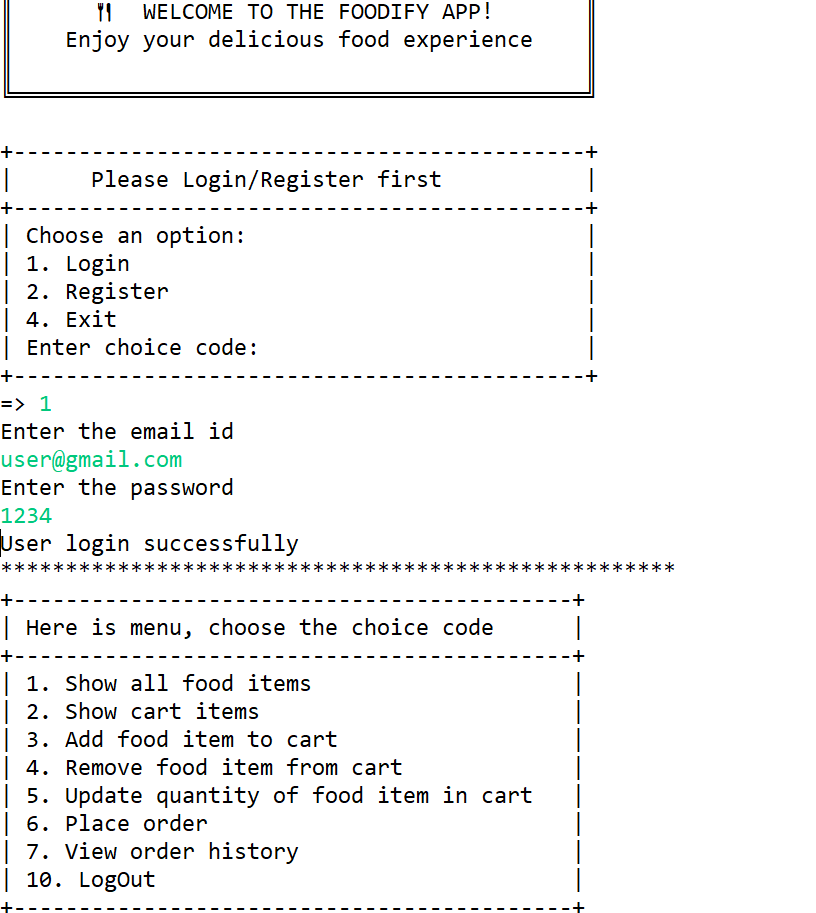 🍴 WELCOME TO THE FOODIFY APP!
Enjoy your delicious food experience
+--------------------------------------------+
|      Please Login/Register first           |
+--------------------------------------------+
| Choose an option:                          |
| 1. Login                                   |
| 2. Register                                |
| 4. Exit                                    |
| Enter choice code:                         |
+--------------------------------------------+
=> 1
Enter the email id
user@gmail.com
Enter the password
1234
User login successfully
****************************************************
+-------------------------------------------+
| Here is menu, choose the choice code      |
+-------------------------------------------+
| 1. Show all food items                    |
| 2. Show cart items                        |
| 3. Add food item to cart                  |
| 4. Remove food item from cart             |
| 5. Update quantity of food item in cart   |
| 6. Place order                            |
| 7. View order history                     |
| 10. LogOut                                |
+-------------------------------------------+